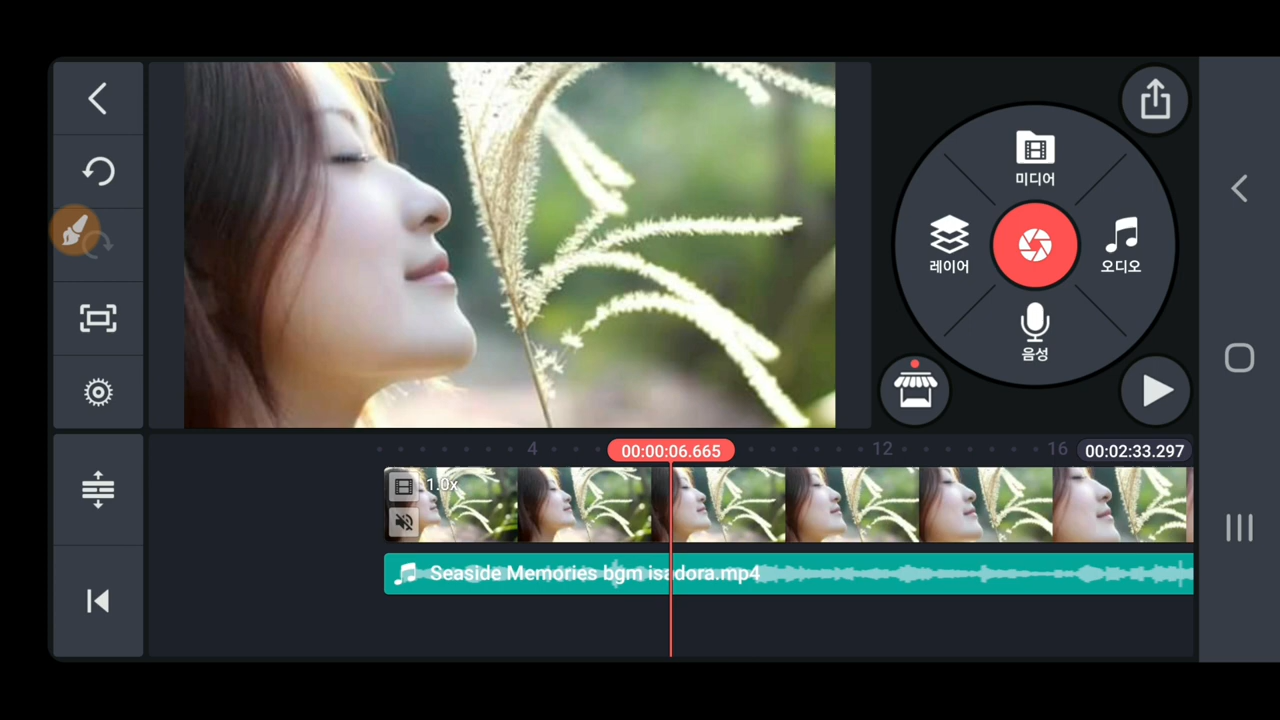 미디어
레이어
오디오
음성
4
00:00:06.665
12
16
00:02:33.297
1.0x
Seaside Memories bgm isadora.mp4